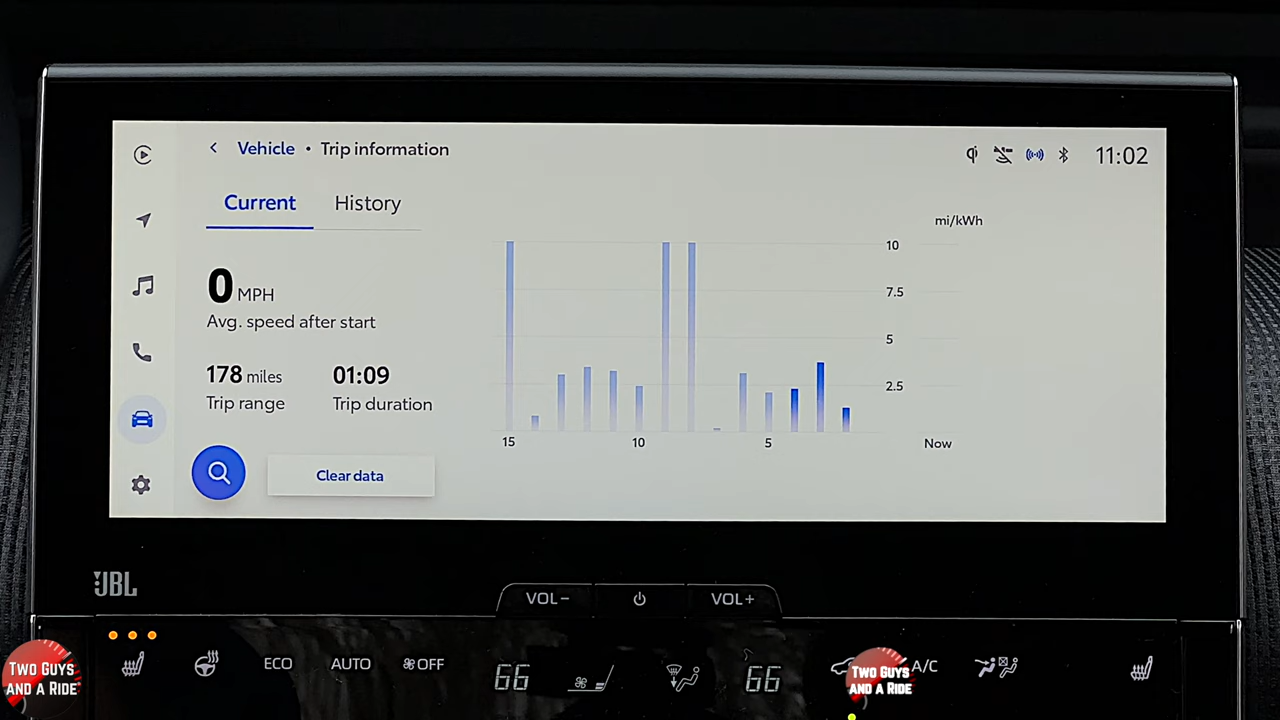 Vehicle • Trip information
11:02
Current
History
mi/kWh
10
7.5
5
2.5
0 MPH
Avg. speed after start
178 miles
Trip range
01:09
Trip duration
15
10
5
Now
Clear data
JBL
VOL−
VOL+
ECO
AUTO
OFF
66
66
A/C
TWO GUYS
AND A RIDE
TWO GUYS
AND A RIDE